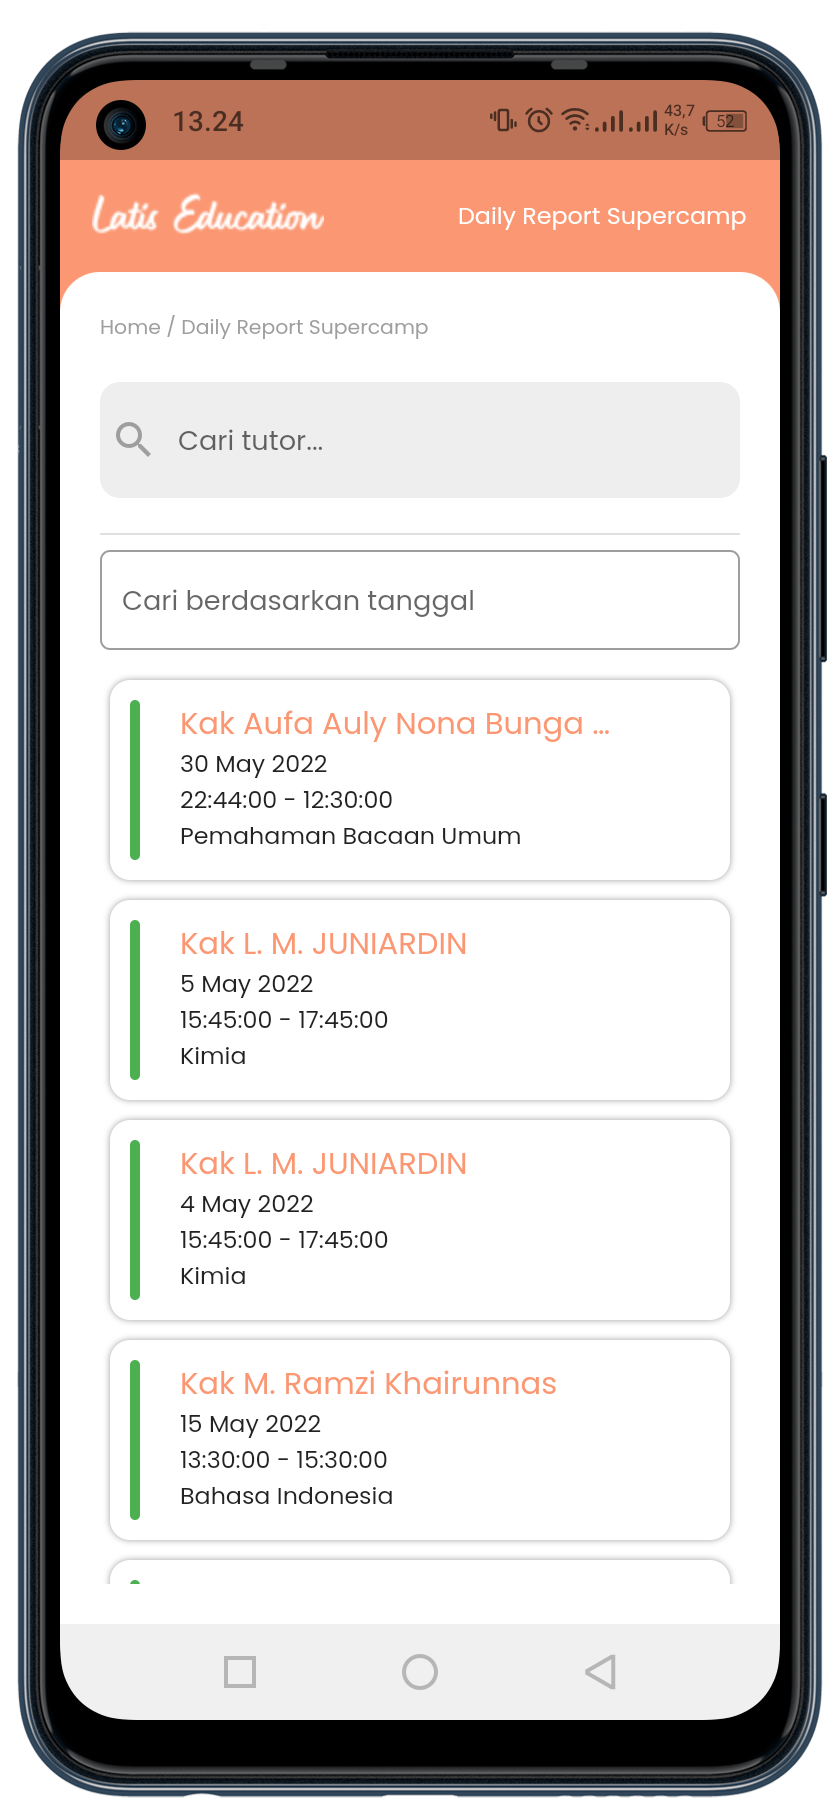 13.24
43,7
K/s
52
Latis Education
Daily Report Supercamp
Home / Daily Report Supercamp
Cari tutor...
Cari berdasarkan tanggal
Kak Aufa Auly Nona Bunga ...
30 May 2022
22:44:00 - 12:30:00
Pemahaman Bacaan Umum
Kak L. M. JUNIARDIN
5 May 2022
15:45:00 - 17:45:00
Kimia
Kak L. M. JUNIARDIN
4 May 2022
15:45:00 - 17:45:00
Kimia
Kak M. Ramzi Khairunnas
15 May 2022
13:30:00 - 15:30:00
Bahasa Indonesia